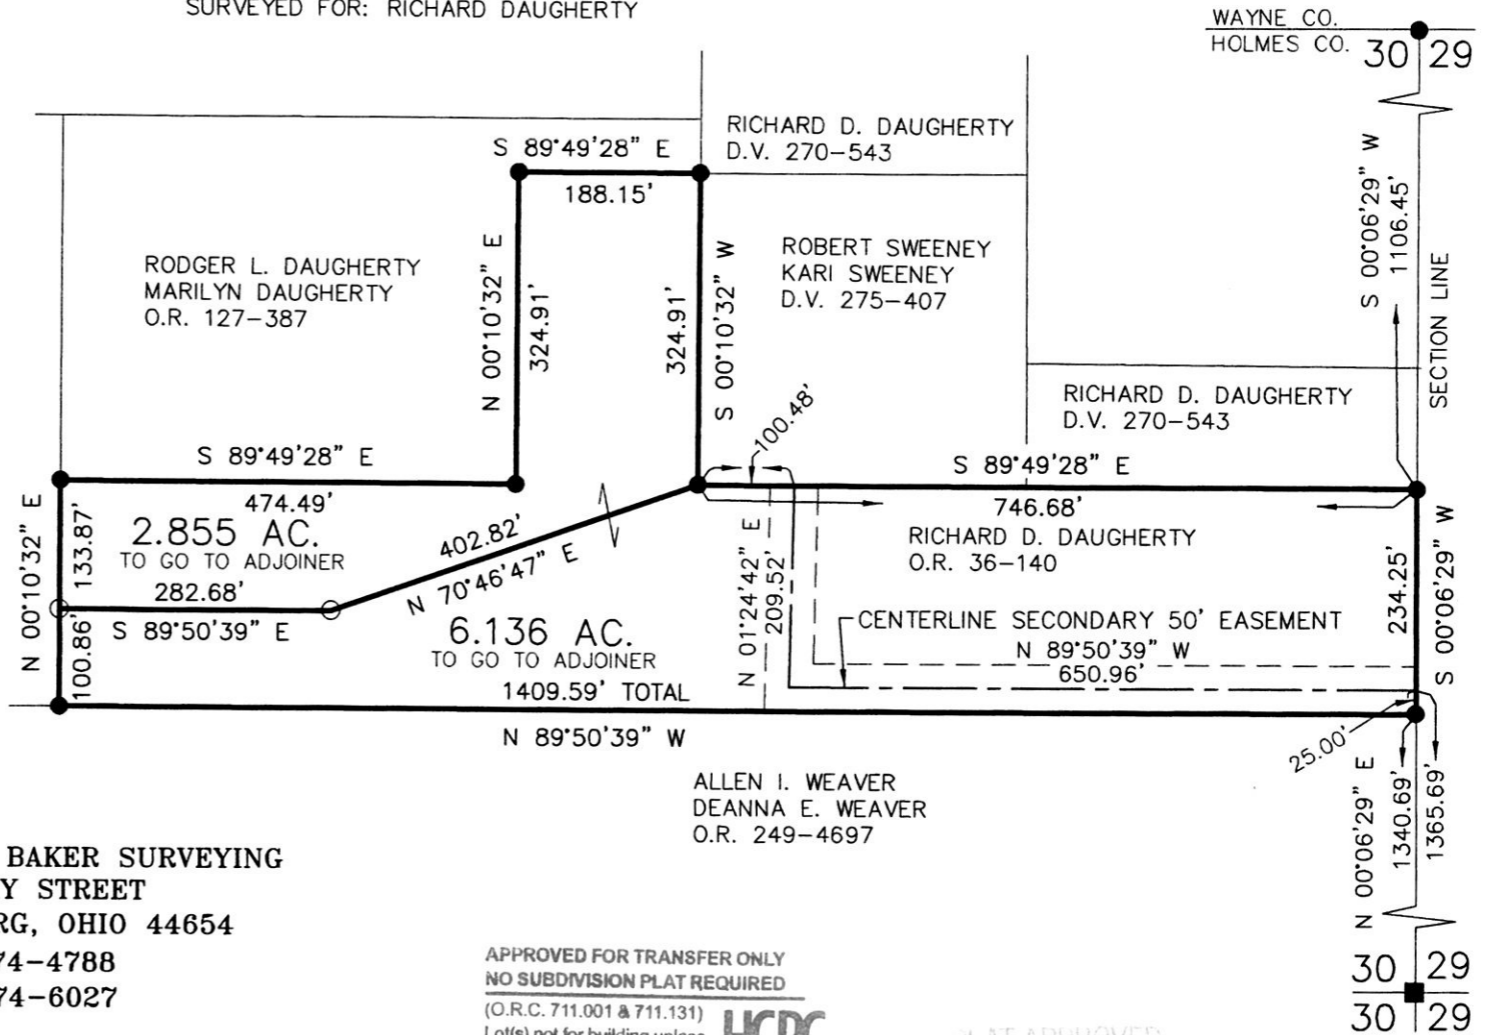 SURVEYED FOR: RICHARD DAUGHERTY
WAYNE CO.
HOLMES CO.
30 29
S 89°49'28" E
188.15'
RICHARD D. DAUGHERTY
D.V. 270-543
S 00°06'29" W
1106.45'
SECTION LINE
RODGER L. DAUGHERTY
MARILYN DAUGHERTY
O.R. 127-387
N 00°10'32" E
324.91'
324.91'
S 00°10'32" W
ROBERT SWEENEY
KARI SWEENEY
D.V. 275-407
RICHARD D. DAUGHERTY
D.V. 270-543
100.48'
S 89°49'28" E
474.49'
S 89°49'28" E
746.68'
N 00°10'32" E
133.87'
100.86'
2.855 AC.
TO GO TO ADJOINER
282.68'
S 89°50'39" E
402.82'
N 70°46'47" E
6.136 AC.
TO GO TO ADJOINER
1409.59' TOTAL
N 89°50'39" W
N 01°24'42" E
209.52'
RICHARD D. DAUGHERTY
O.R. 36-140
CENTERLINE SECONDARY 50' EASEMENT
N 89°50'39" W
650.96'
234.25'
S 00°06'29" W
25.00'
N 00°06'29" E
1340.69'
1365.69'
ALLEN I. WEAVER
DEANNA E. WEAVER
O.R. 249-4697
BAKER SURVEYING
Y STREET
RG, OHIO 44654
74-4788
74-6027
APPROVED FOR TRANSFER ONLY
NO SUBDIVISION PLAT REQUIRED
(O.R.C. 711.001 & 711.131)
Lot(s) not for building unless
HCPC
PLAT APPROVED
30 29
30 29